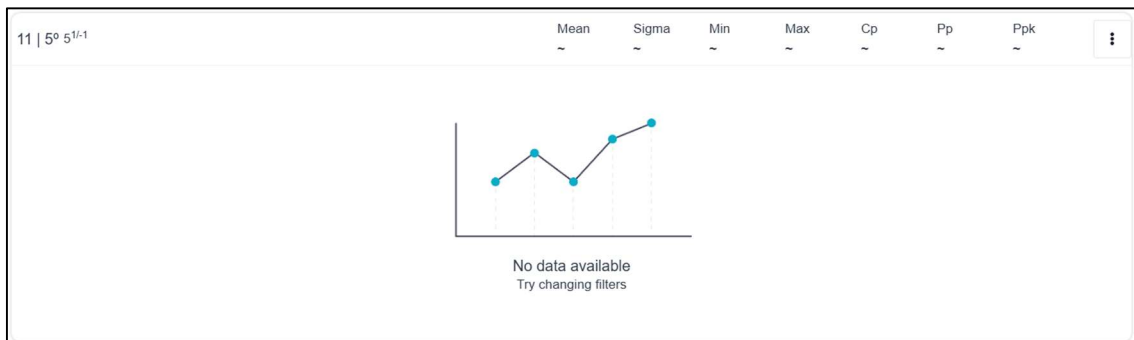 11 | 5º 5^1/-1
Mean Sigma Min Max Cp Pp Ppk
~ ~ ~ ~ ~ ~ ~
No data available
Try changing filters